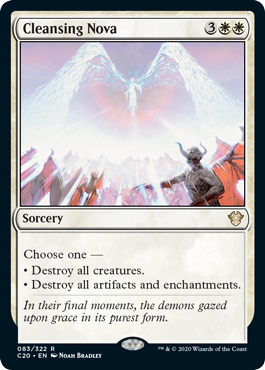 Cleansing Nova 3
Sorcery
Choose one —
• Destroy all creatures.
• Destroy all artifacts and enchantments.
In their final moments, the demons gazed
upon grace in its purest form.
083/322 R
C20 • EN Noah Bradley
™ & © 2020 Wizards of the Coast